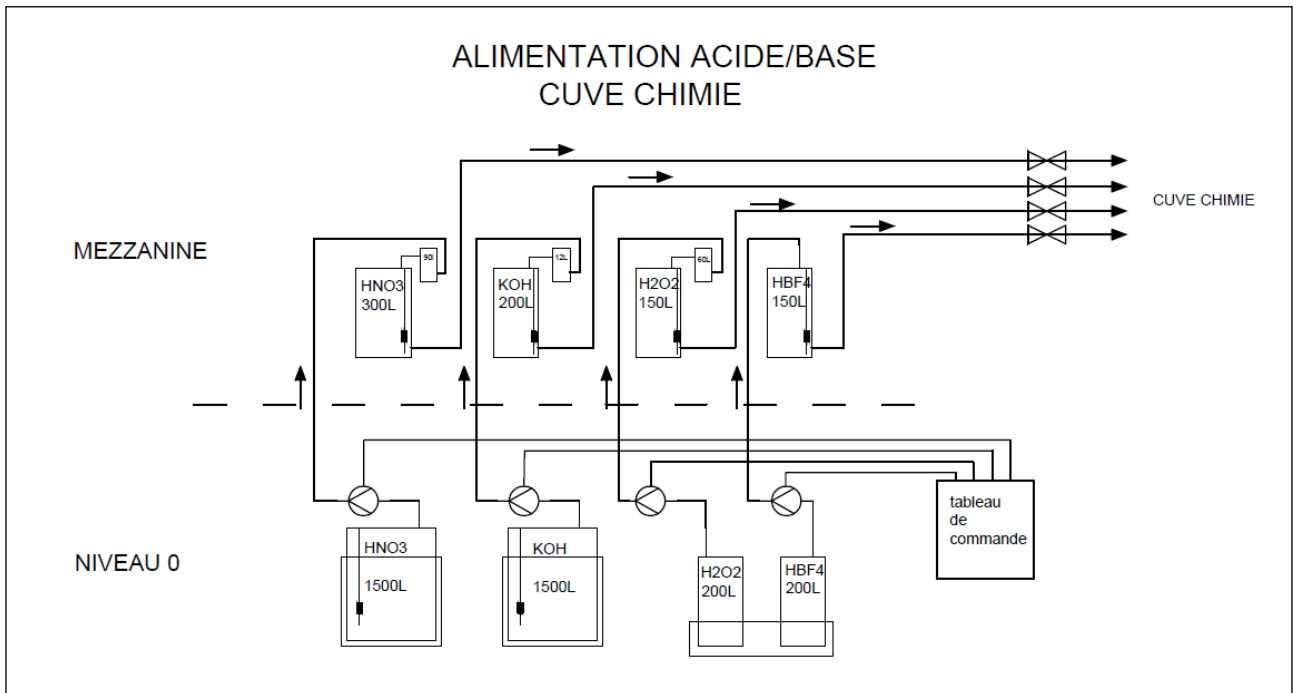 ALIMENTATION ACIDE/BASE
CUVE CHIMIE
CUVE CHIMIE
MEZZANINE
90l
12L
60L
HNO3
300L
KOH
200L
H2O2
150L
HBF4
150L
tableau
de
commande
NIVEAU 0
HNO3
1500L
KOH
1500L
H2O2
200L
HBF4
200L